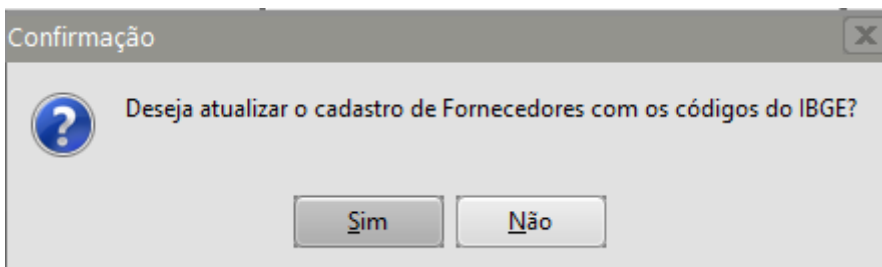 Confirmação
Deseja atualizar o cadastro de Fornecedores com os códigos do IBGE?
Sim
Não